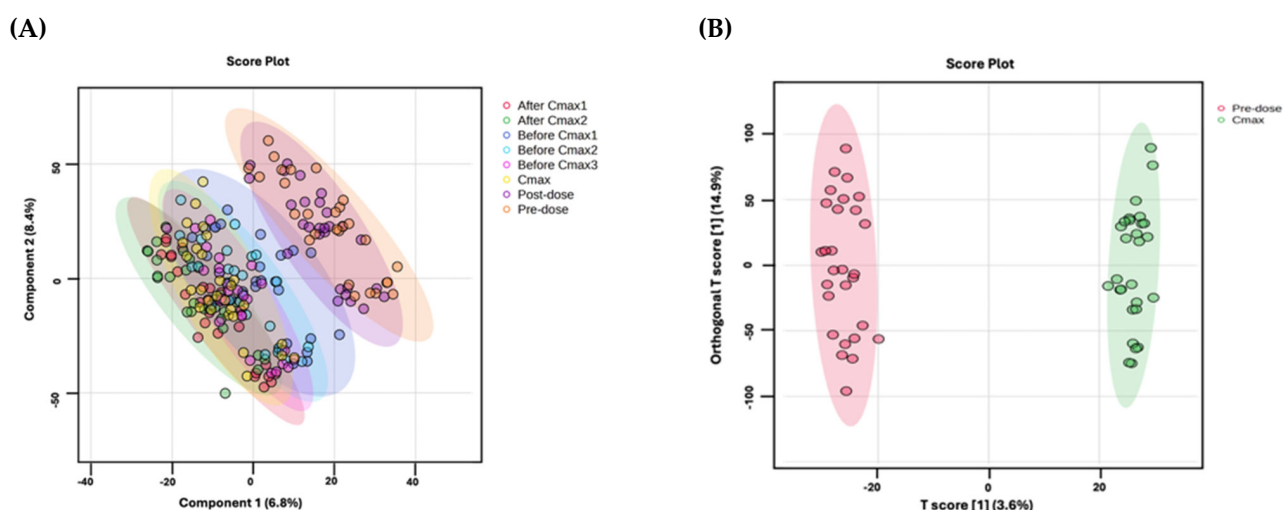 (A)
Score Plot
Component 2 (8.4%)
50
0
-50
-40
-20
0
20
40
Component 1 (6.8%)
After Cmax1
After Cmax2
Before Cmax1
Before Cmax2
Before Cmax3
Cmax
Post-dose
Pre-dose
(B)
Score Plot
Orthogonal T score [1] (14.9%)
100
50
0
-50
-100
-20
0
20
T score [1] (3.6%)
Pre-dose
Cmax